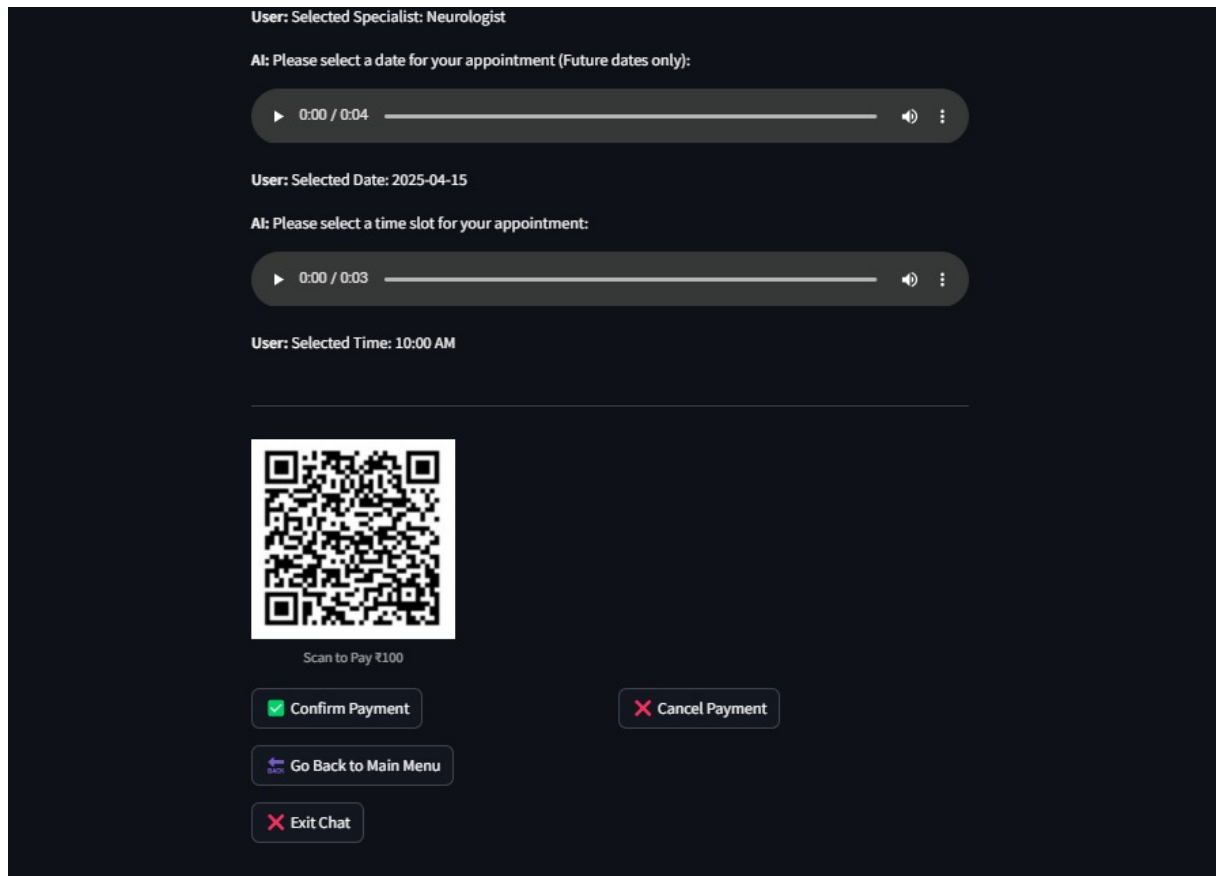 User: Selected Specialist: Neurologist
AI: Please select a date for your appointment (Future dates only):
0:00 / 0:04
User: Selected Date: 2025-04-15
AI: Please select a time slot for your appointment:
0:00 / 0:03
User: Selected Time: 10:00 AM
Scan to Pay ₹100
Confirm Payment
Cancel Payment
BACK Go Back to Main Menu
Exit Chat